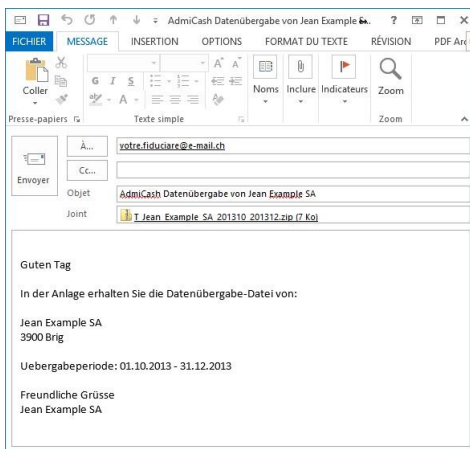 AdmiCash Datenübergabe von Jean Example
FICHIER MESSAGE INSERTION OPTIONS FORMAT DU TEXTE RÉVISION PDF Arc
Coller
G I S
A
Noms Inclure Indicateurs Zoom
Presse-papiers Texte simple Zoom
Envoyer
À... votre.fiduciare@e-mail.ch
Cc...
Objet AdmiCash Datenübergabe von Jean Example SA
Joint T_Jean_Example_SA_201310_201312.zip (7 Ko)
Guten Tag
In der Anlage erhalten Sie die Datenübergabe-Datei von:
Jean Example SA
3900 Brig
Uebergabeperiode: 01.10.2013 - 31.12.2013
Freundliche Grüsse
Jean Example SA